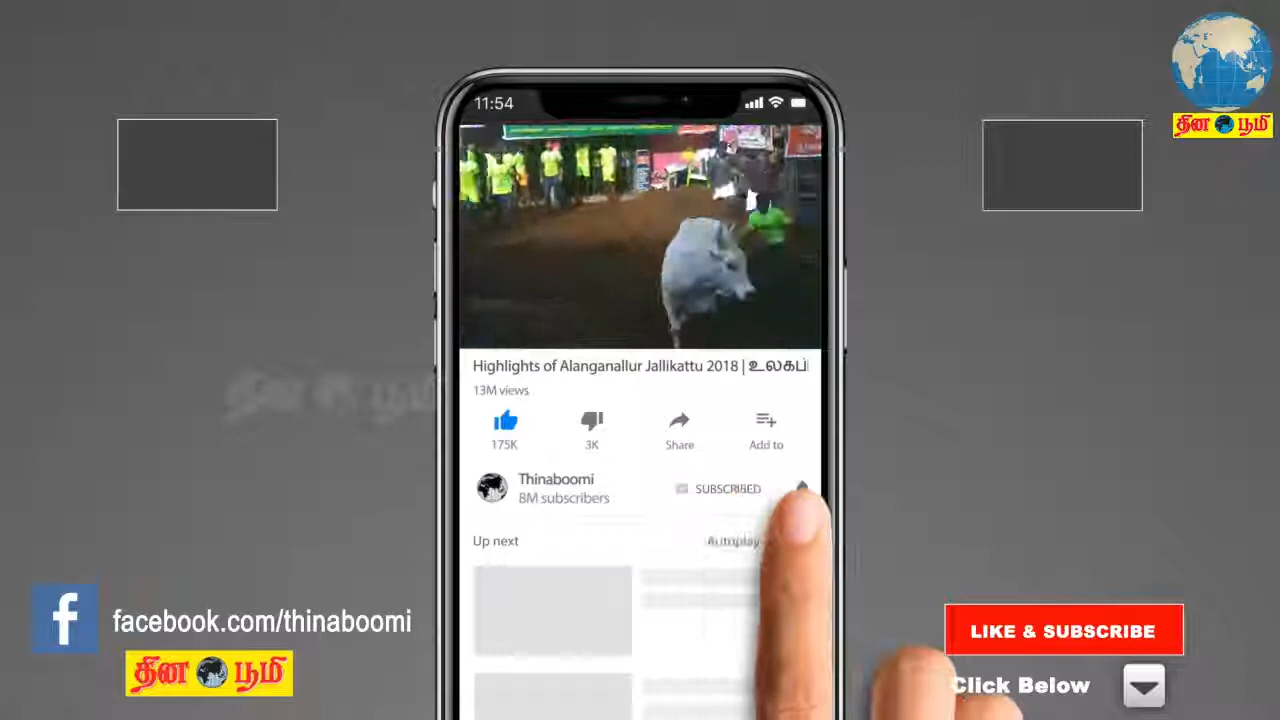 11:54
தின பூமி
Highlights of Alanganallur Jallikattu 2018 | உலகப்
13M views
175K
3K
Share
Add to
Thinaboomi
8M subscribers
SUBSCRIBED
Up next
Autoplay
தின பூமி
facebook.com/thinaboomi
தின பூமி
LIKE & SUBSCRIBE
Click Below